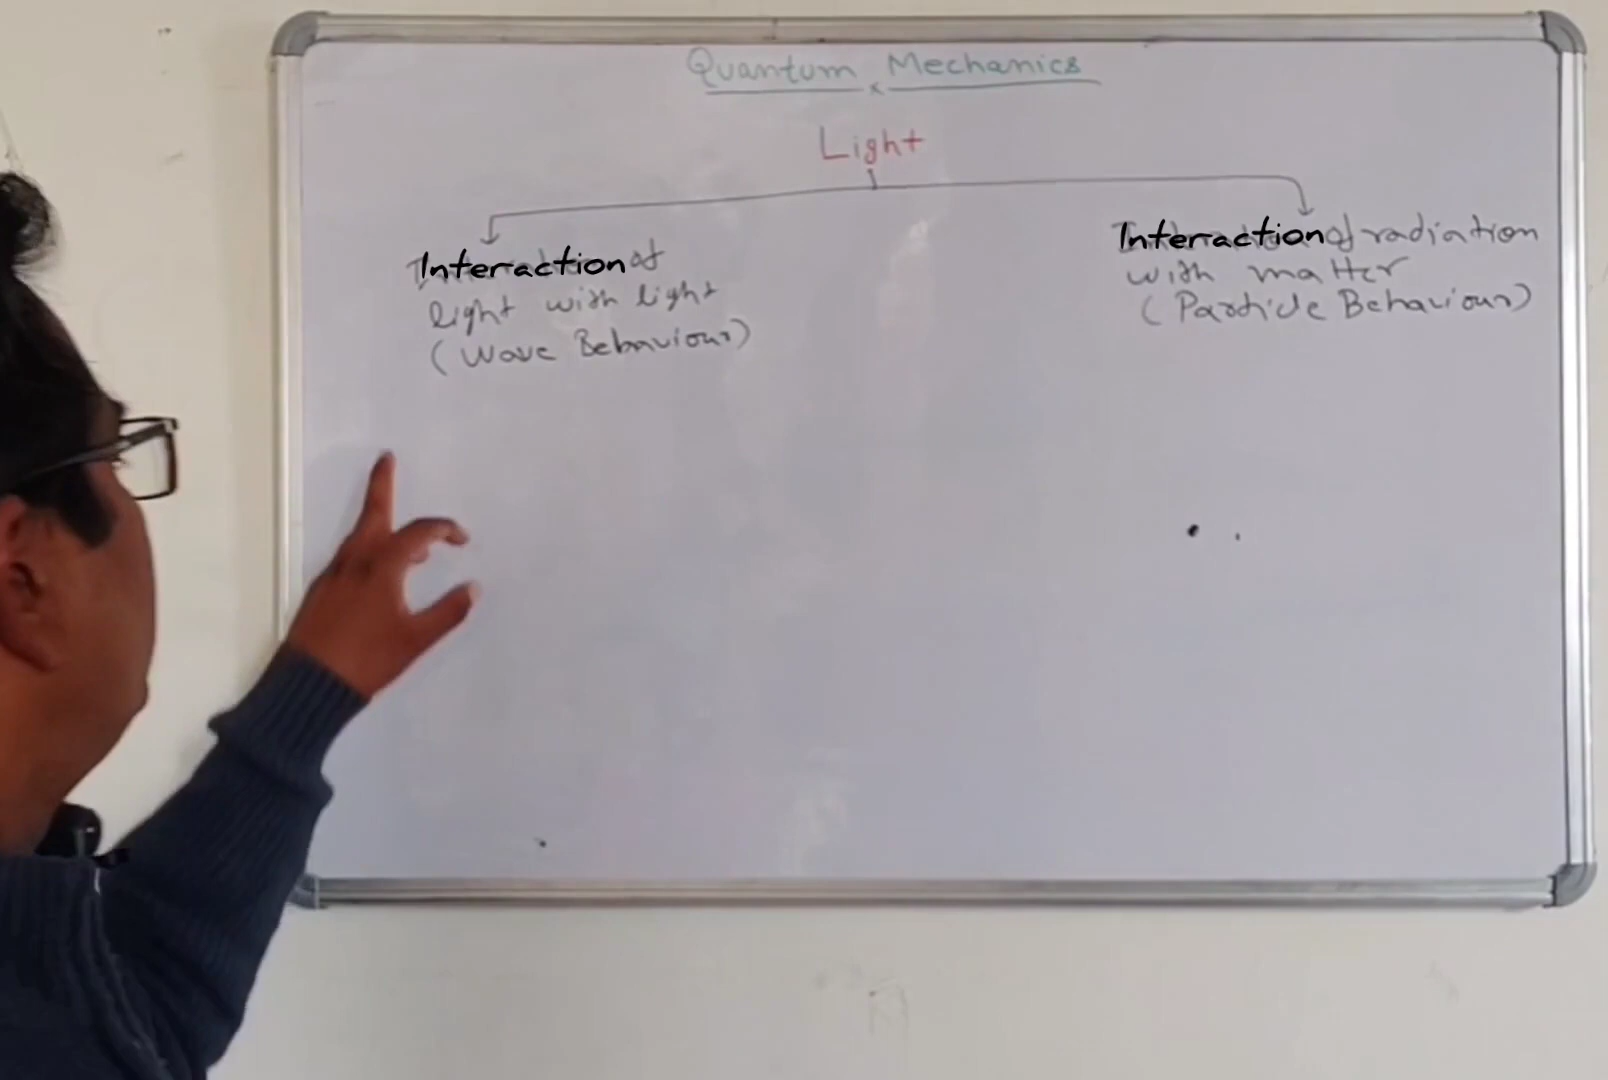 Quantum Mechanics
Light
Interaction of
light with light
(Wave Behaviour)
Interaction of radiation
with matter
(Particle Behaviour)